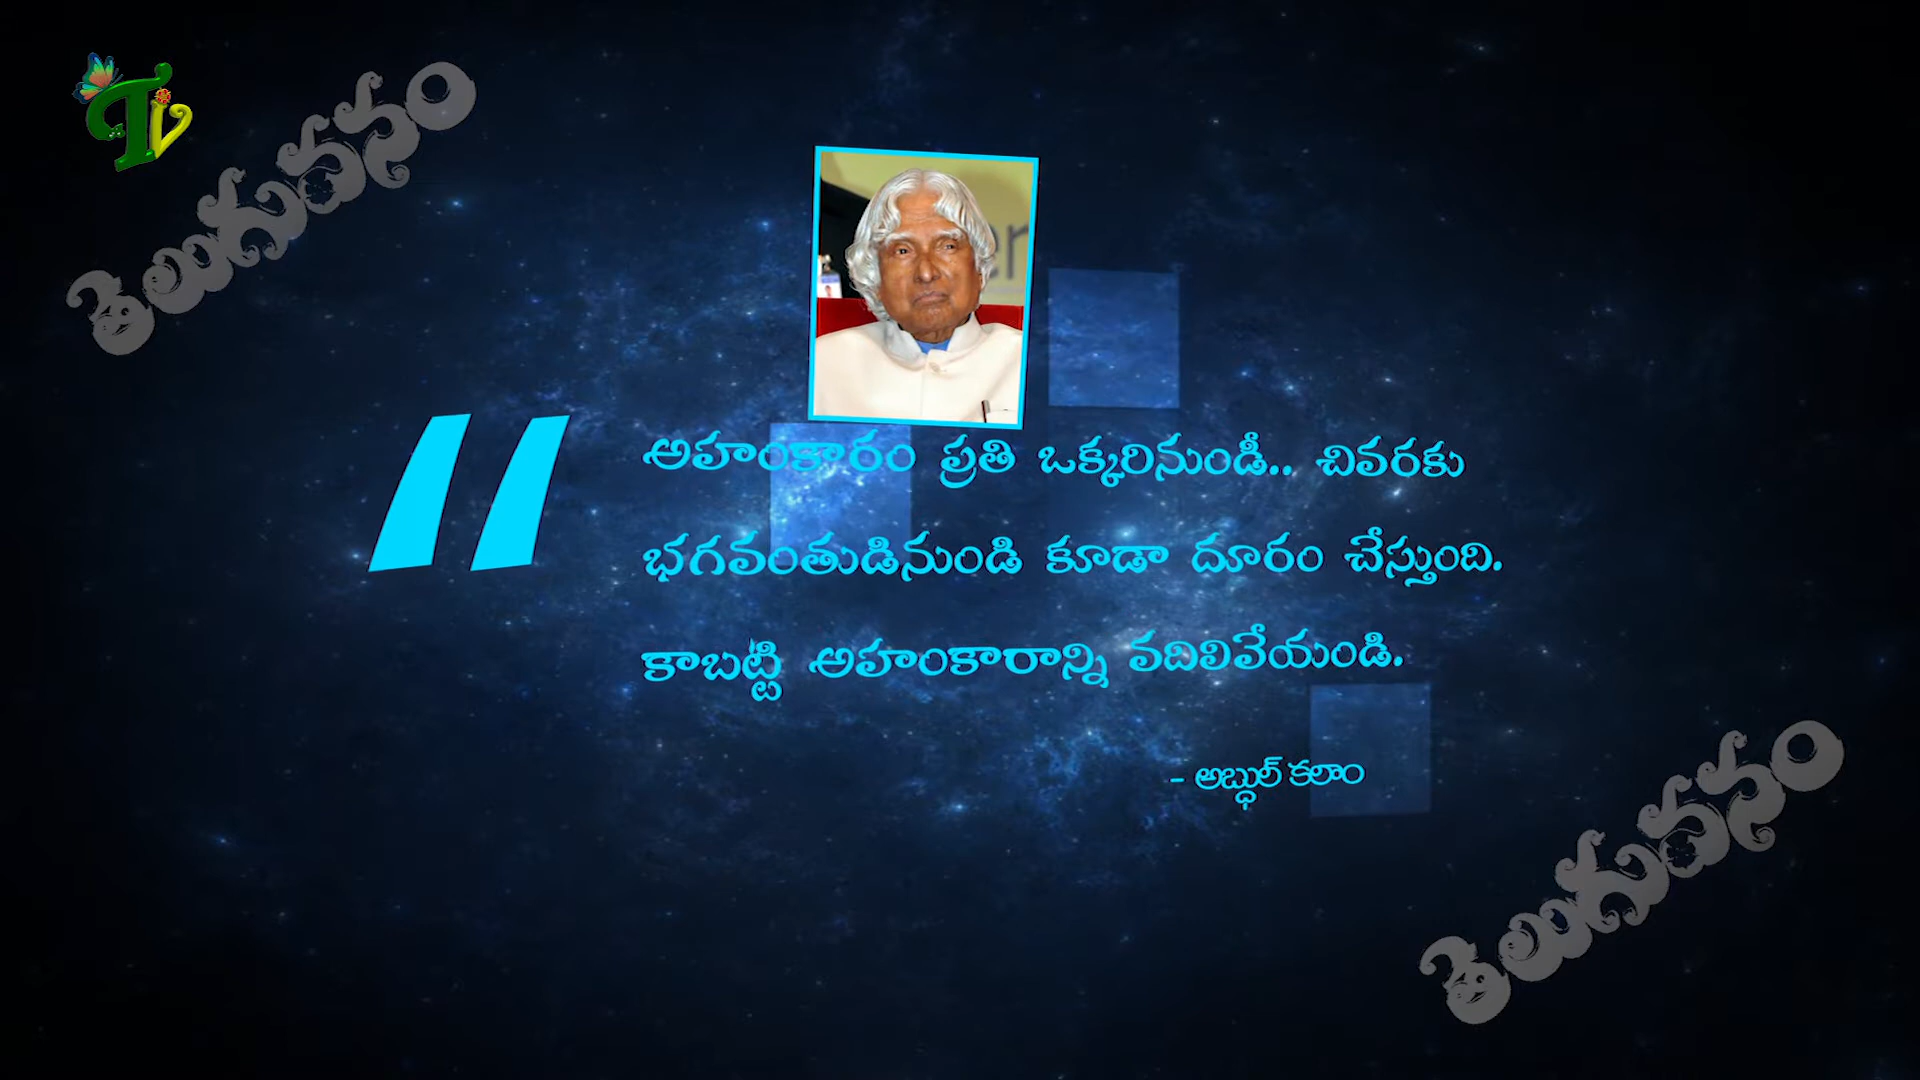 తెలుగువనం
అహంకారం ప్రతి ఒక్కరినుండీ.. చివరకు
భగవంతుడినుండి కూడా దూరం చేస్తుంది.
కాబట్టి అహంకారాన్ని వదిలివేయండి.
- అబ్ధుల్ కలాం
తెలుగువనం